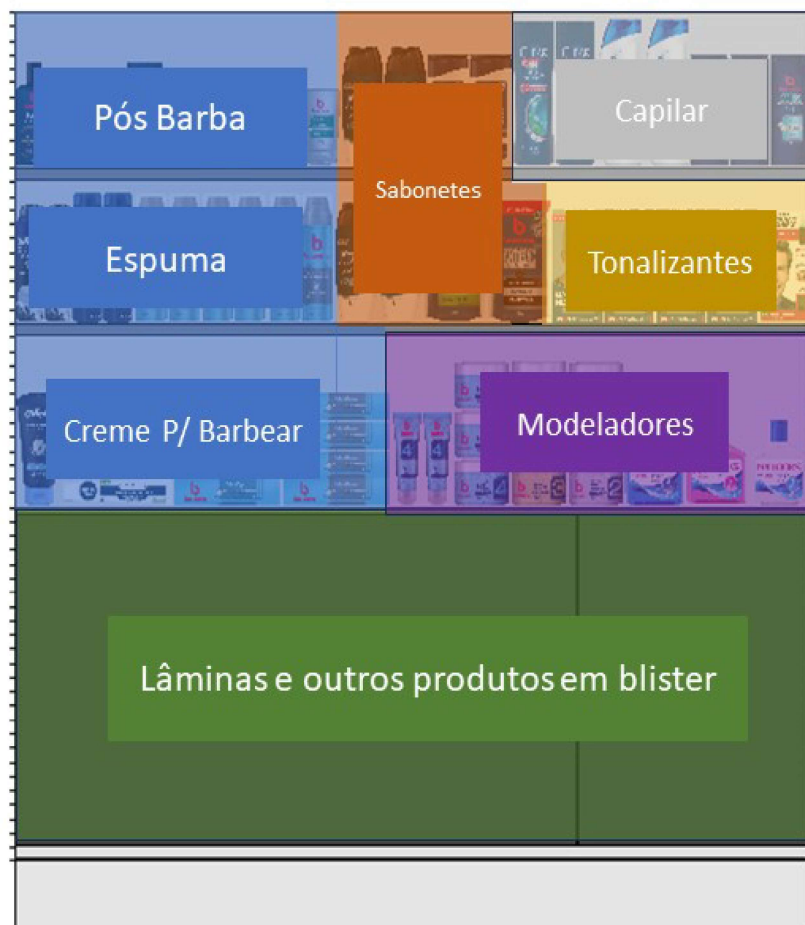 Pós Barba
Sabonetes
Capilar
Espuma
Tonalizantes
Creme P/ Barbear
Modeladores
Lâminas e outros produtos em blister